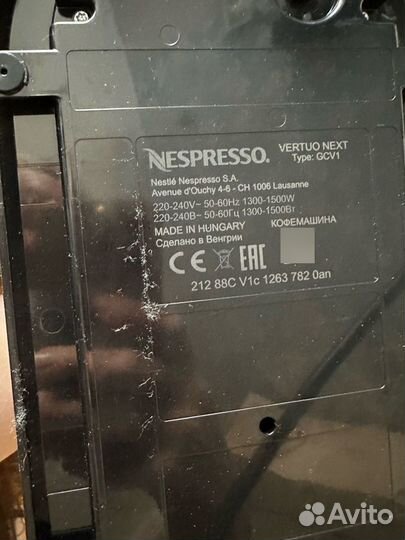 NESPRESSO.
VERTUO NEXT
Type: GCV1
Nestlé Nespresso S.A.
Avenue d'Ouchy 4-6 - CH 1006 Lausanne
220-240V~ 50-60Hz 1300-1500W
220-240В~ 50-60Гц 1300-1500Вт
MADE IN HUNGARY КОФЕМАШИНА
Сделано в Венгрии
CE EAC
212 88C V1c 1263 782 0an
Avito